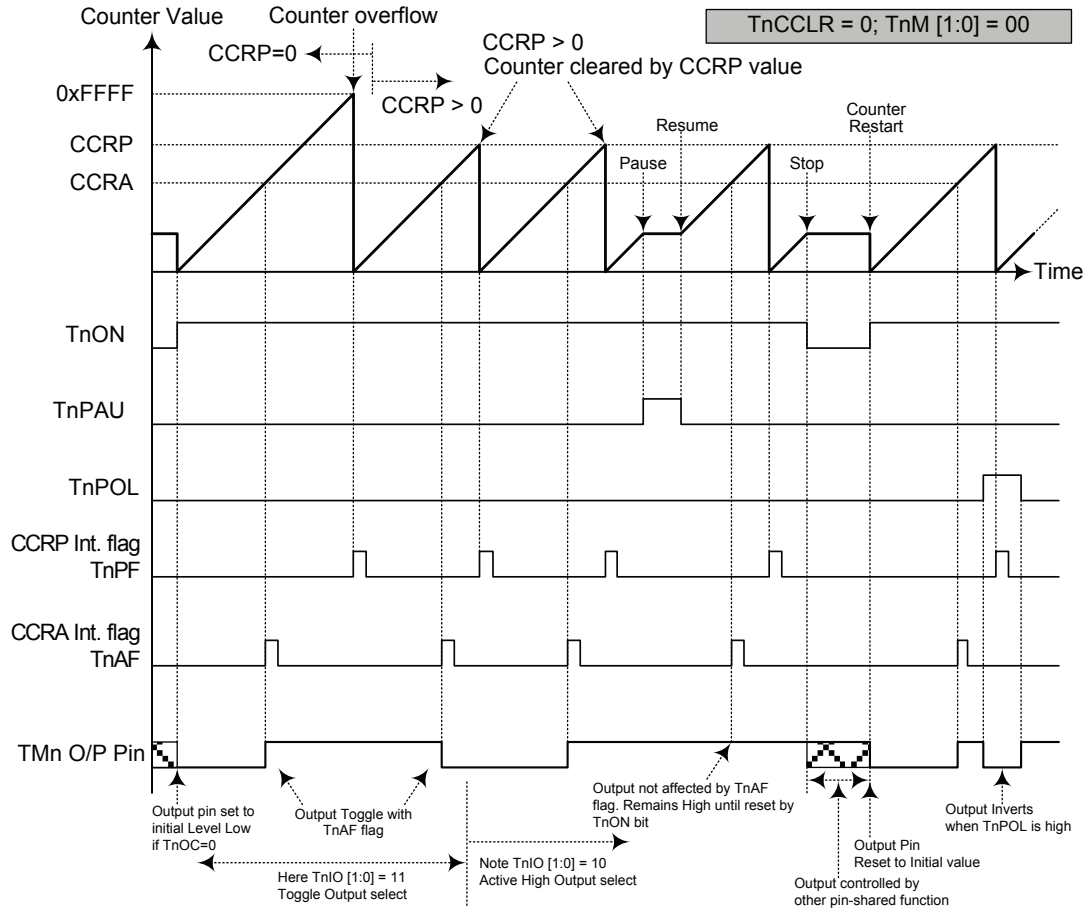 Counter Value
Counter overflow
TnCCLR = 0; TnM [1:0] = 00
CCRP=0
CCRP > 0
CCRP > 0
Counter cleared by CCRP value
0xFFFF
CCRP
CCRA
Pause
Resume
Stop
Counter
Restart
Time
TnON
TnPAU
TnPOL
CCRP Int. flag
TnPF
CCRA Int. flag
TnAF
TMn O/P Pin
Output pin set to
initial Level Low
if TnOC=0
Output Toggle with
TnAF flag
Output not affected by TnAF
flag. Remains High until reset by
TnON bit
Output Inverts
when TnPOL is high
Output Pin
Reset to Initial value
Here TnIO [1:0] = 11
Toggle Output select
Note TnIO [1:0] = 10
Active High Output select
Output controlled by
other pin-shared function